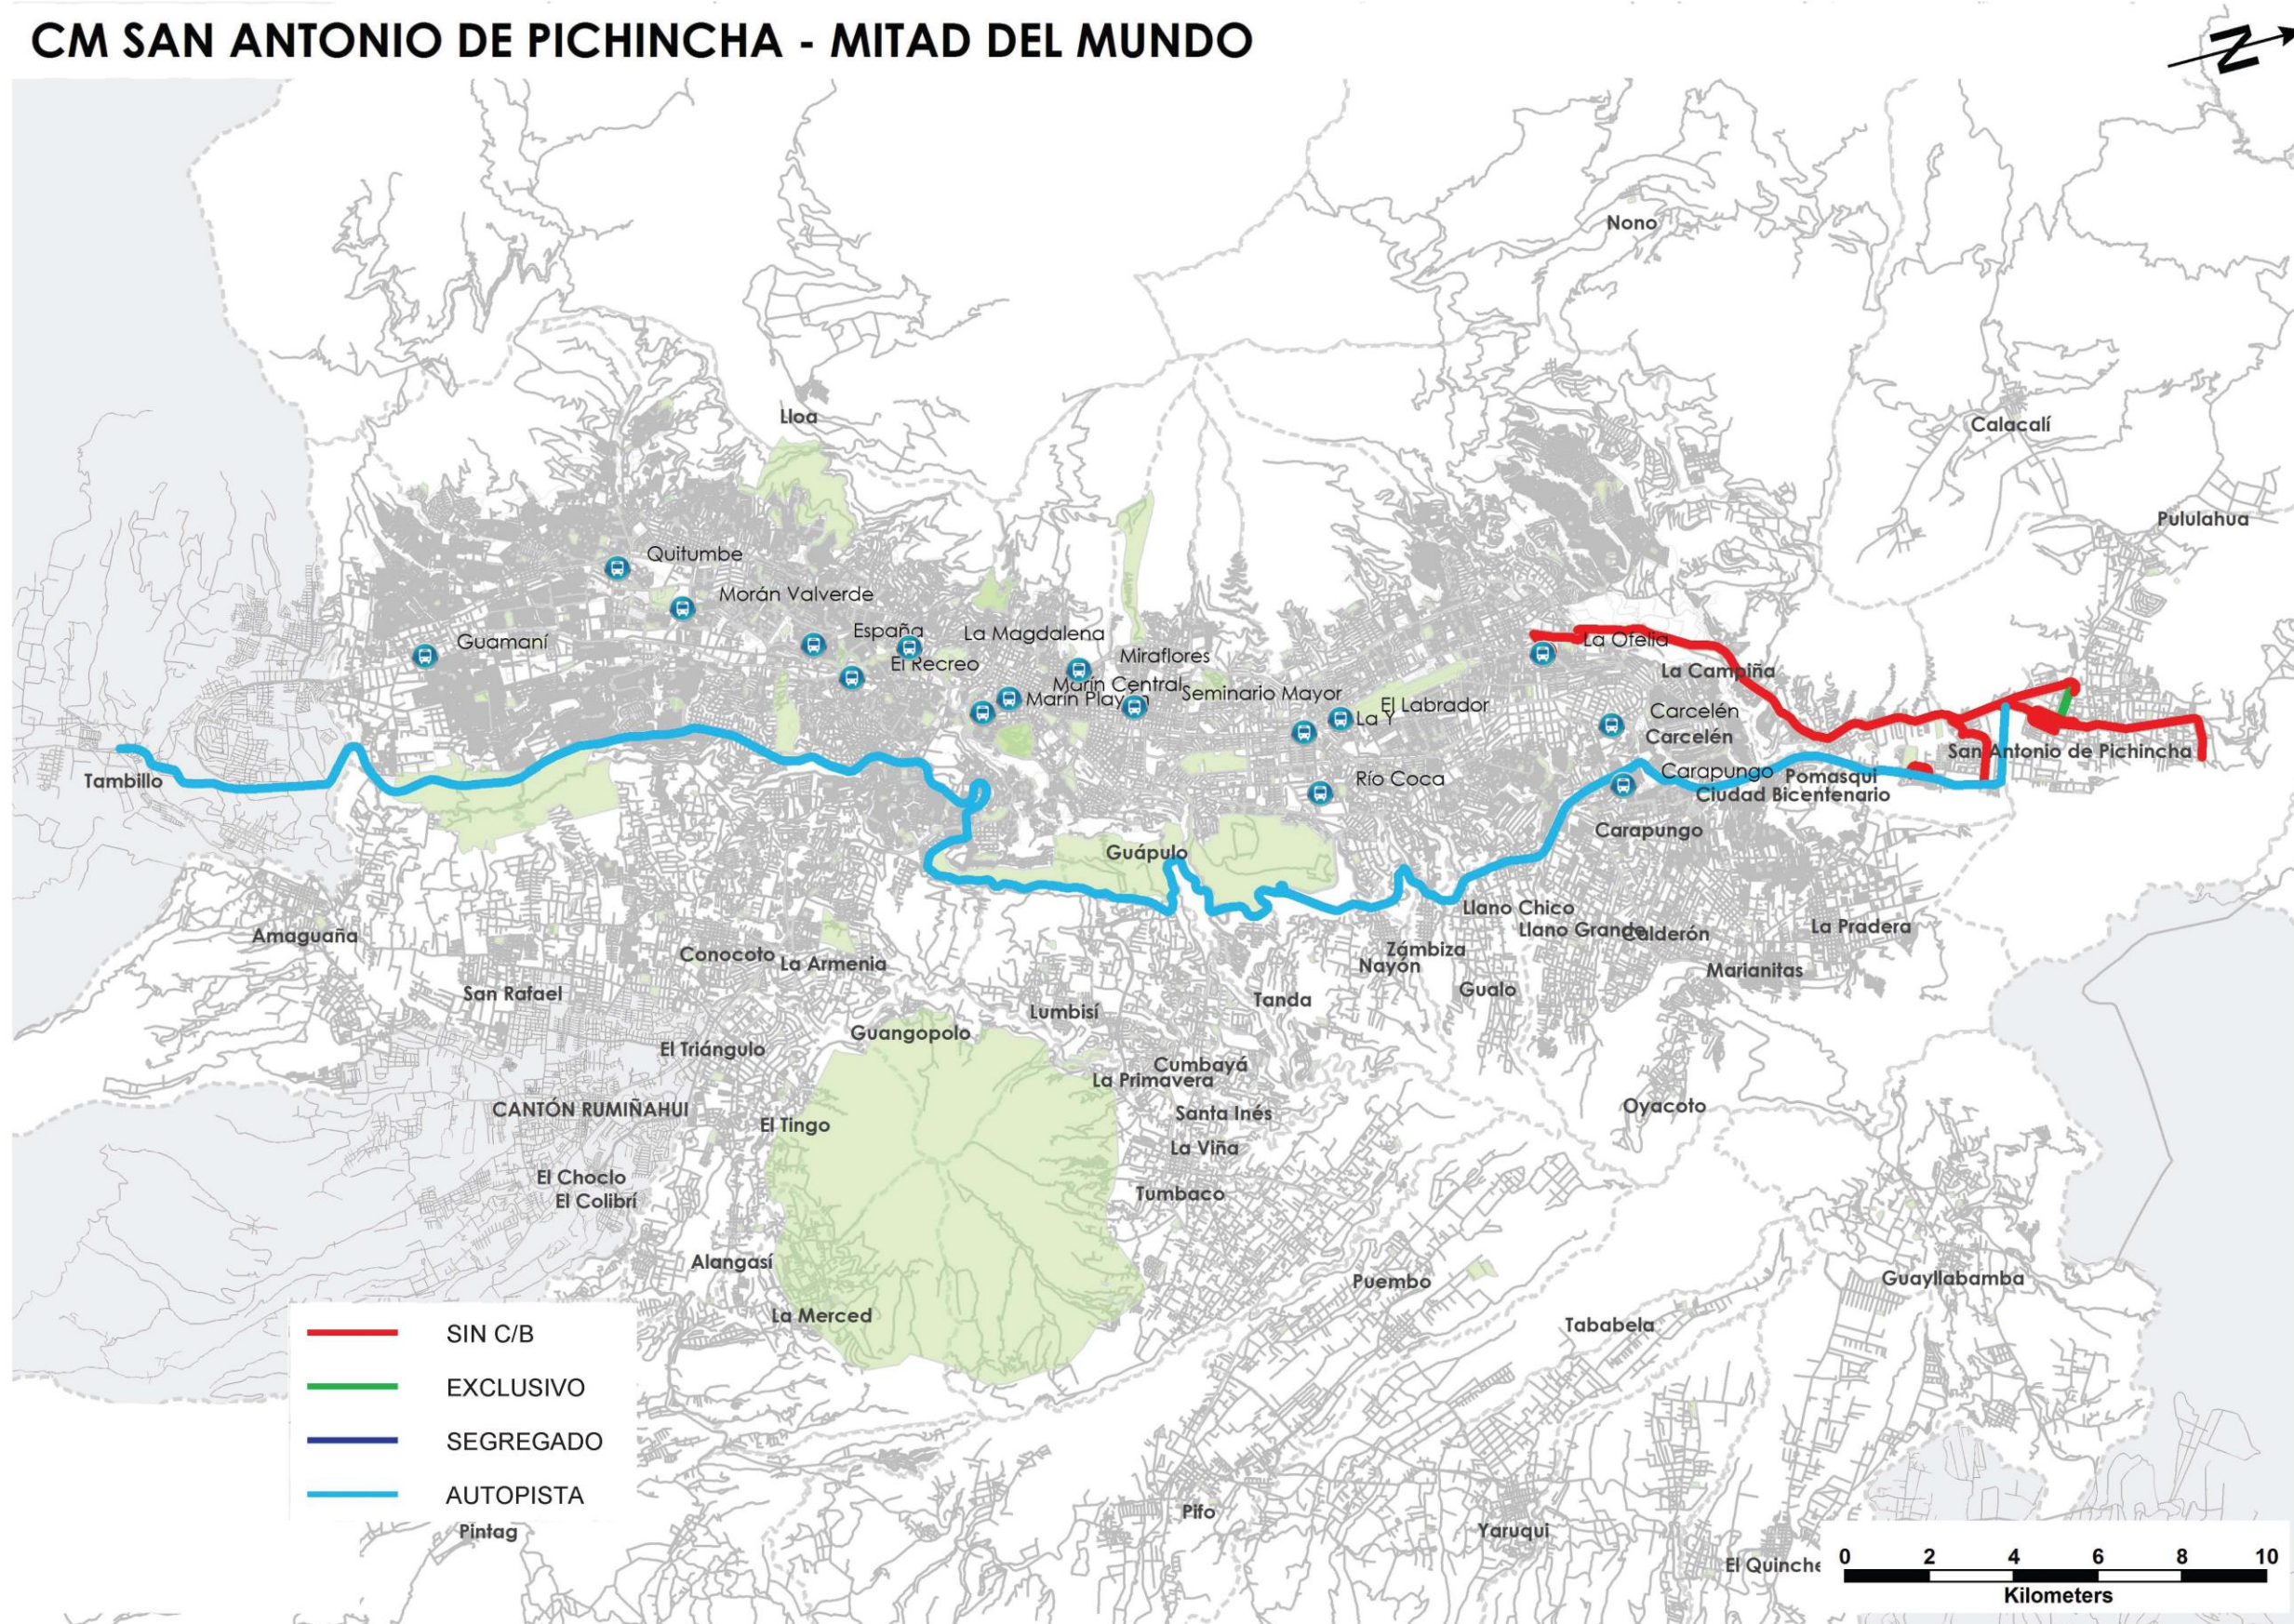 CM SAN ANTONIO DE PICHINCHA - MITAD DEL MUNDO
N
Nono
Lloa
Calacalí
Pululahua
Quitumbe
Morán Valverde
España
La Magdalena
Guamaní
El Recreo
Miraflores
Marín Central
Marín Playón
Seminario Mayor
La Y
El Labrador
La Ofelia
La Campiña
Carcelén
Carcelén
San Antonio de Pichincha
Tambillo
Río Coca
Carapungo
Pomasqui
Ciudad Bicentenario
Carapungo
Guápulo
Llano Chico
Llano Grande
Calderón
La Pradera
Amaguaña
Conocoto
La Armenia
Zámbiza
Nayón
Marianitas
San Rafael
Lumbisí
Tanda
Gualo
Guangopolo
El Triángulo
Cumbayá
La Primavera
CANTÓN RUMIÑAHUI
El Tingo
Santa Inés
Oyacoto
La Viña
El Choclo
El Colibrí
Tumbaco
Alangasí
Puembo
Guayllabamba
La Merced
Tababela
SIN C/B
EXCLUSIVO
SEGREGADO
AUTOPISTA
Pintag
Pifo
Yaruqui
El Quinche
0 2 4 6 8 10
Kilometers